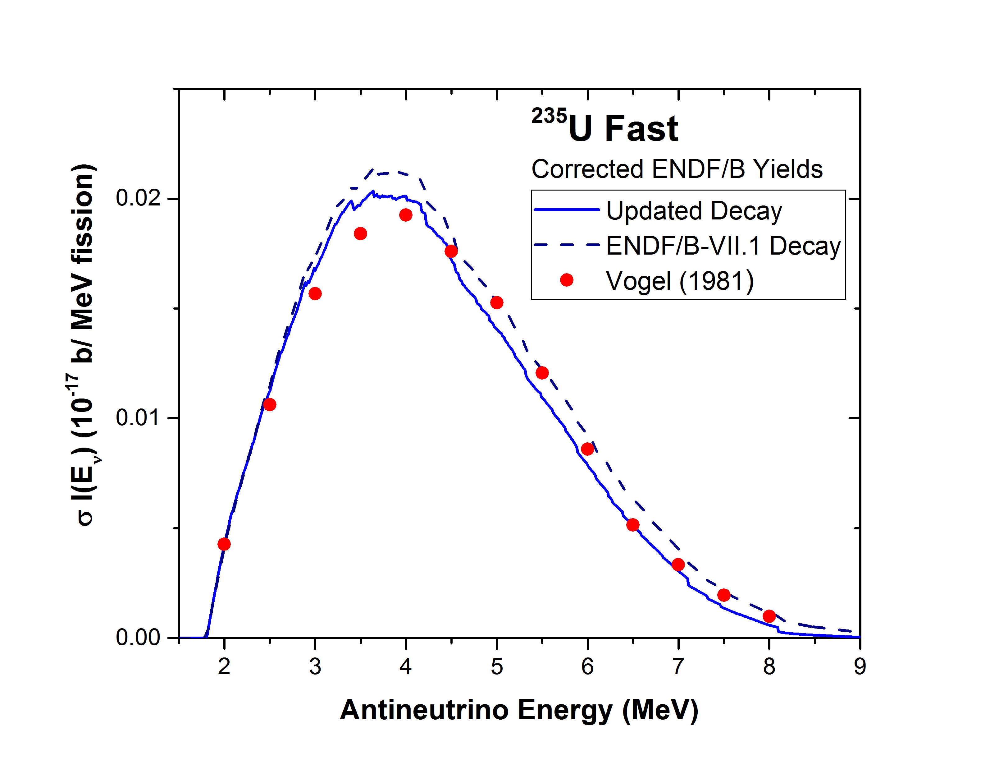 ²³⁵U Fast
Corrected ENDF/B Yields
Updated Decay
ENDF/B-VII.1 Decay
Vogel (1981)
σ I(Eᵥ) (10⁻¹⁷ b/ MeV fission)
0.02
0.01
0.00
2 3 4 5 6 7 8 9
Antineutrino Energy (MeV)